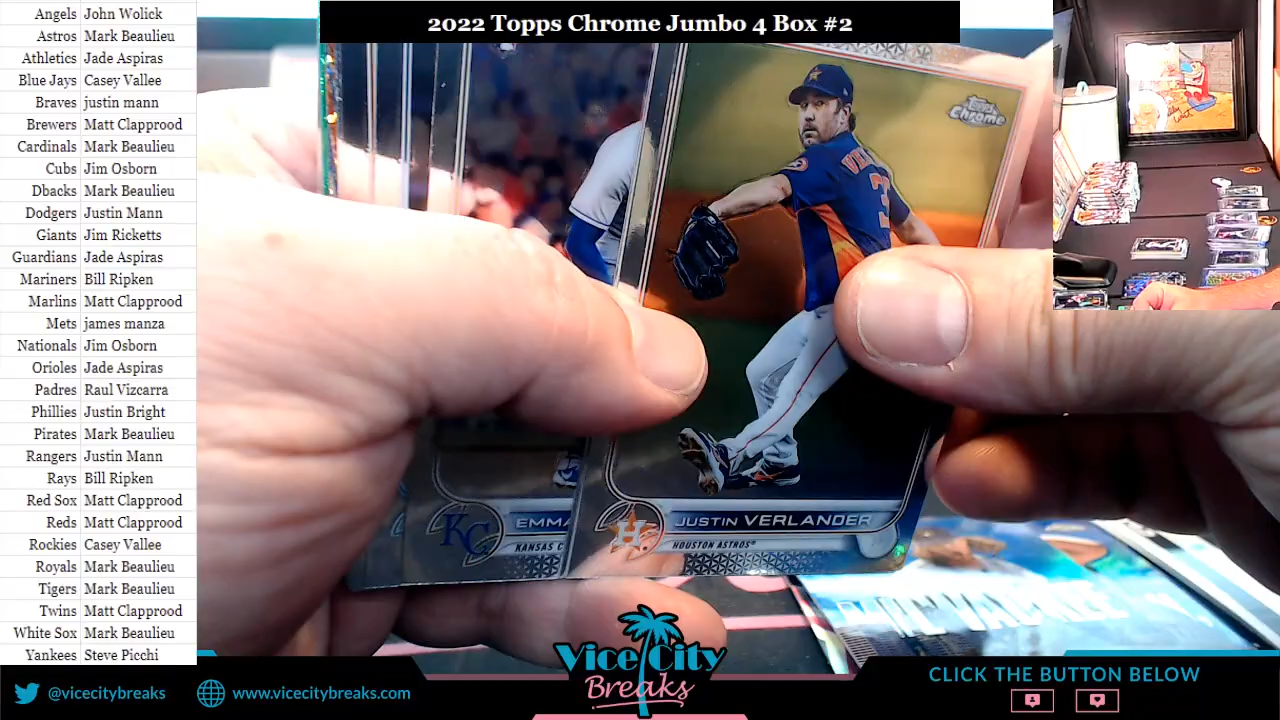 2022 Topps Chrome Jumbo 4 Box #2
Angels John Wolick
Astros Mark Beaulieu
Athletics Jade Aspiras
Blue Jays Casey Vallee
Braves justin mann
Brewers Matt Clapprood
Cardinals Mark Beaulieu
Cubs Jim Osborn
Dbacks Mark Beaulieu
Dodgers Justin Mann
Giants Jim Ricketts
Guardians Jade Aspiras
Mariners Bill Ripken
Marlins Matt Clapprood
Mets james manza
Nationals Jim Osborn
Orioles Jade Aspiras
Padres Raul Vizcarra
Phillies Justin Bright
Pirates Mark Beaulieu
Rangers Justin Mann
Rays Bill Ripken
Red Sox Matt Clapprood
Reds Matt Clapprood
Rockies Casey Vallee
Royals Mark Beaulieu
Tigers Mark Beaulieu
Twins Matt Clapprood
White Sox Mark Beaulieu
Yankees Steve Picchi
Topps
Chrome
KC
EMMA
KANSAS C
H
JUSTIN VERLANDER
HOUSTON ASTROS
@vicecitybreaks
www.vicecitybreaks.com
Vice City
Breaks
CLICK THE BUTTON BELOW